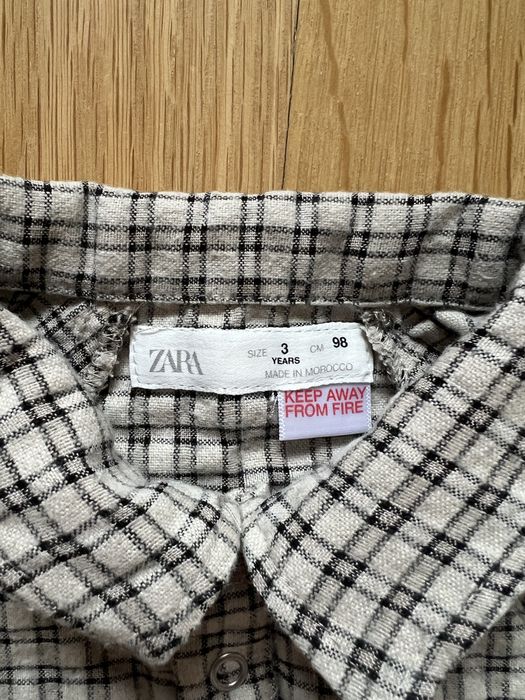 ZARA
SIZE 3 YEARS CM 98
MADE IN MOROCCO
KEEP AWAY
FROM FIRE